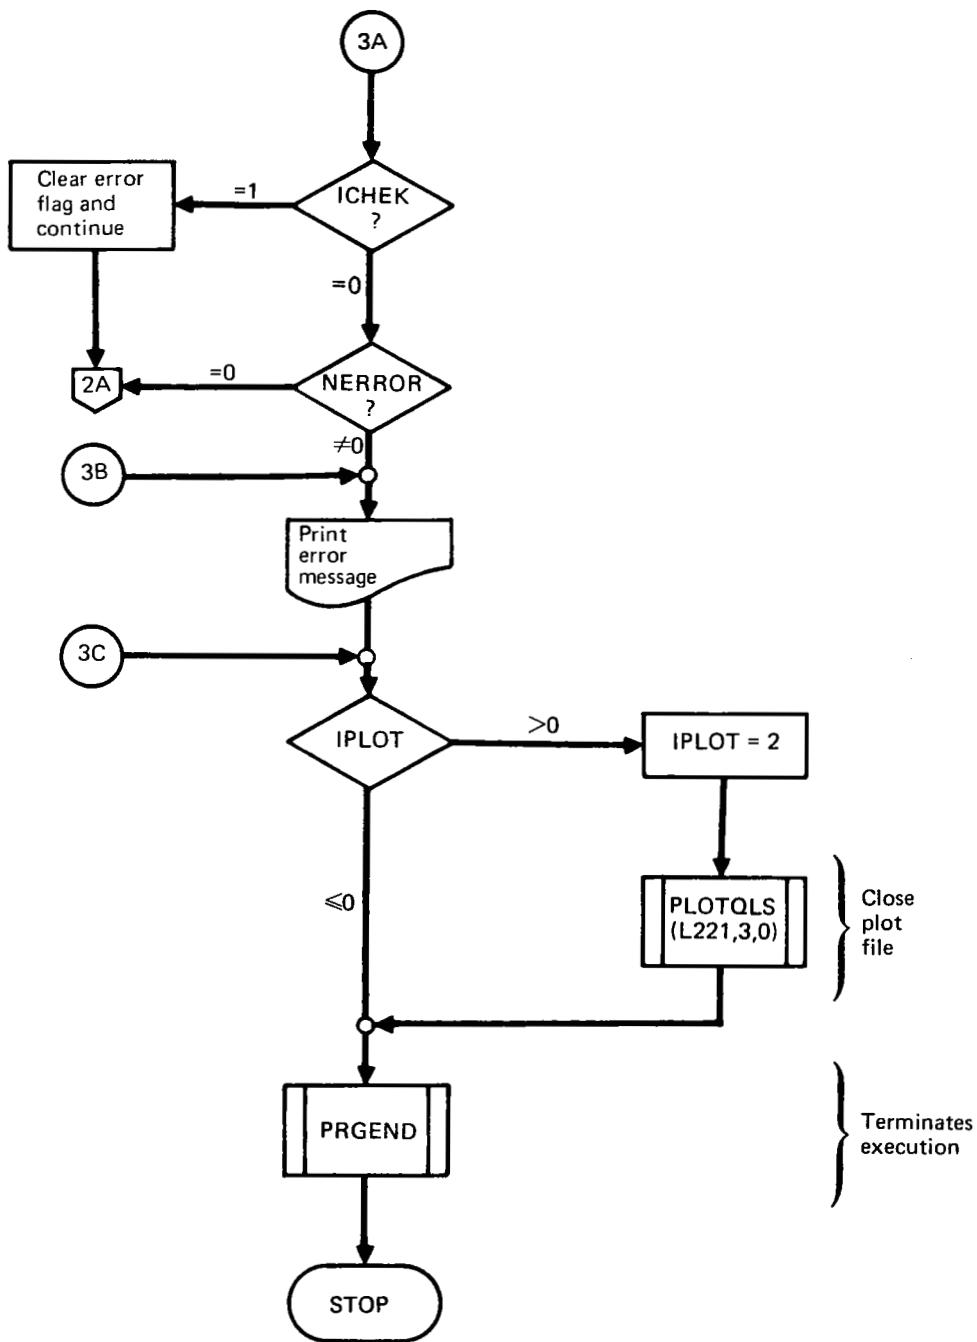 3A
Clear error
flag and
continue
=1
ICHEK
?
=0
2A
=0
NERROR
?
≠0
3B
Print
error
message
3C
IPLOT
>0
IPLOT = 2
≤0
PLOTQLS
(L221,3,0)
Close
plot
file
PRGEND
Terminates
execution
STOP